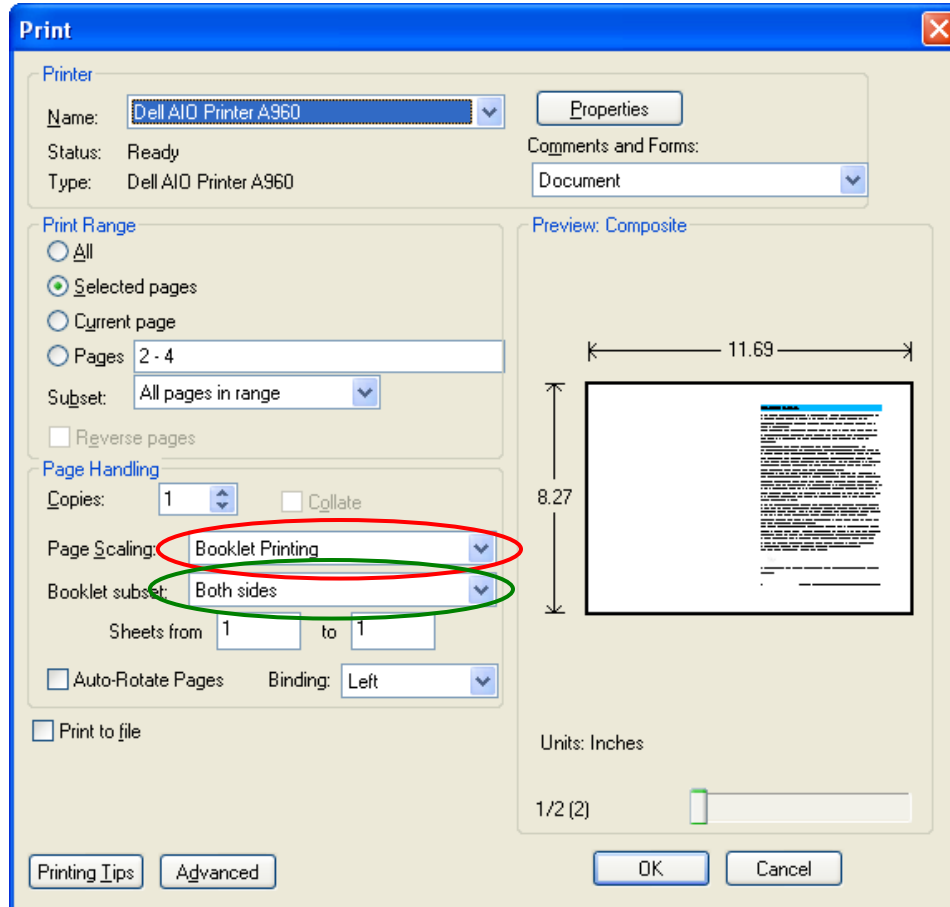 Print
Printer
Name: Dell AIO Printer A960 Properties
Status: Ready Comments and Forms:
Type: Dell AIO Printer A960 Document
Print Range
All
Selected pages
Current page
Pages 2 - 4
Subset: All pages in range
Reverse pages
Page Handling
Copies: 1 Collate
Page Scaling: Booklet Printing
Booklet subset: Both sides
Sheets from 1 to 1
Auto-Rotate Pages Binding: Left
Print to file
Preview: Composite
11.69
8.27
Units: Inches
1/2 (2)
Printing Tips Advanced OK Cancel